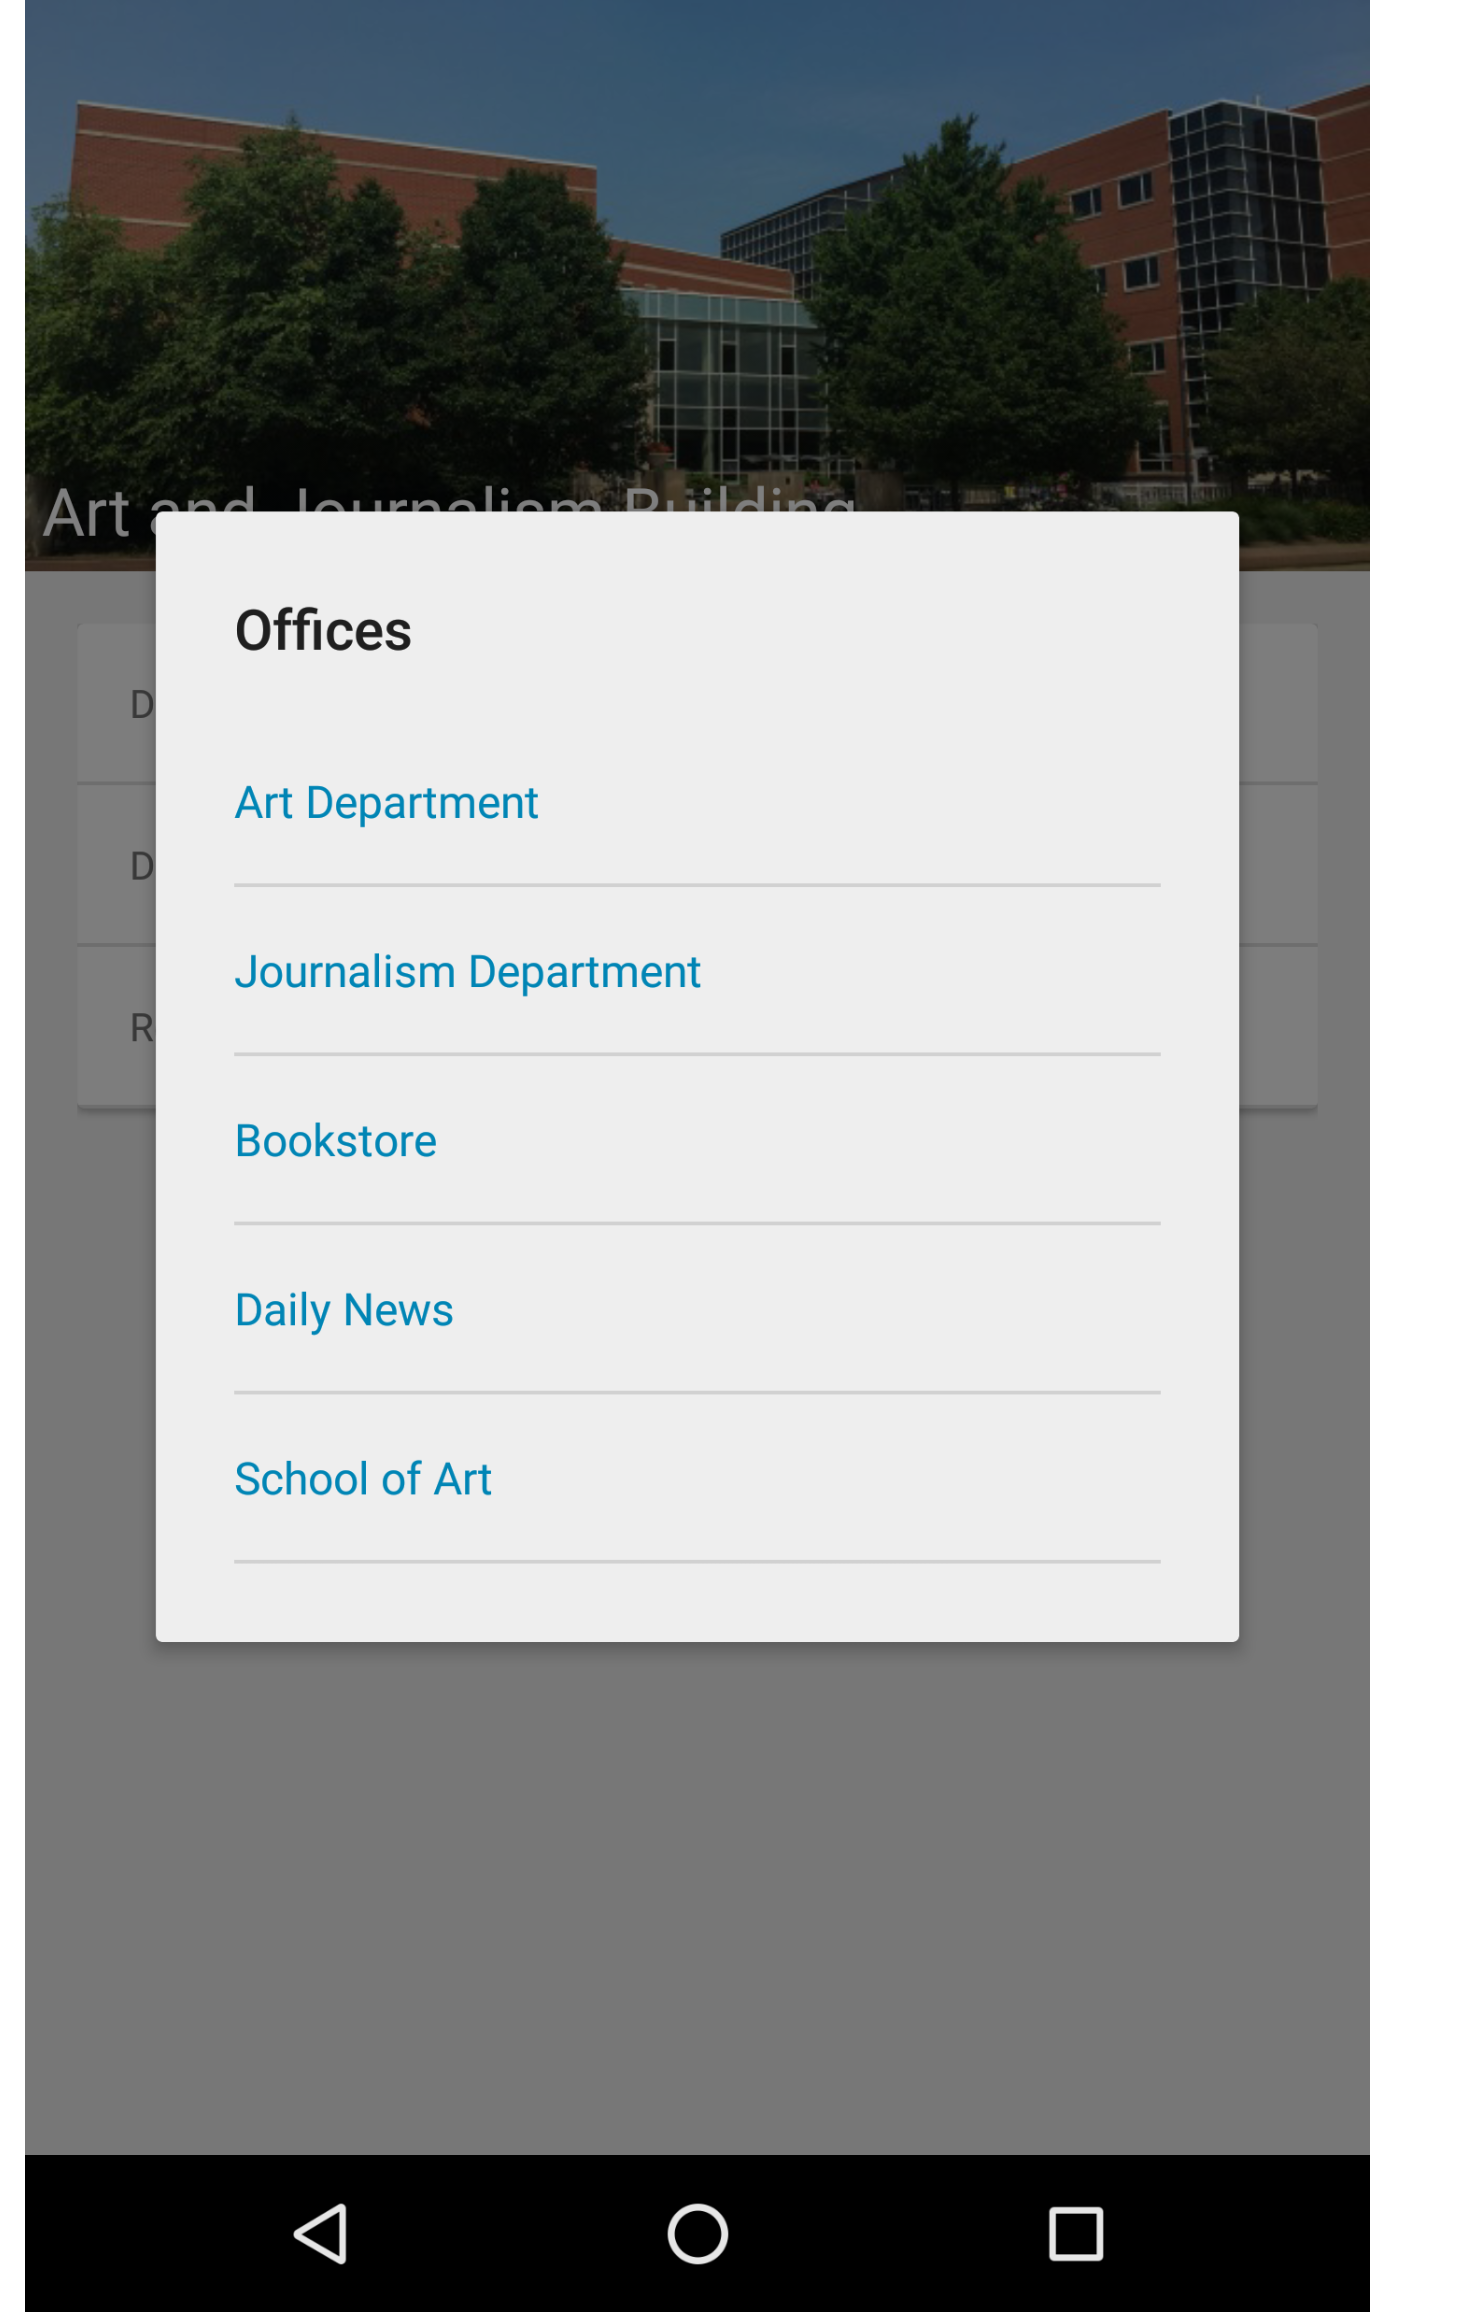 Art and Journalism Building
Offices
D
Art Department
D
Journalism Department
R
Bookstore
Daily News
School of Art